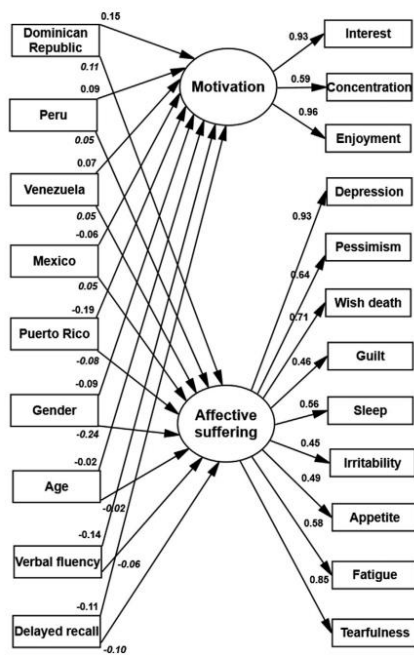 Dominican
Republic
Peru
Venezuela
Mexico
Puerto Rico
Gender
Age
Verbal fluency
Delayed recall
0.15
0.11
0.09
0.05
0.07
0.05
-0.06
0.05
-0.19
-0.08
-0.09
-0.24
-0.02
-0.02
-0.14
-0.06
-0.11
-0.10
Motivation
Affective
suffering
0.93
0.59
0.96
0.93
0.64
0.71
0.46
0.56
0.45
0.49
0.58
0.85
Interest
Concentration
Enjoyment
Depression
Pessimism
Wish death
Guilt
Sleep
Irritability
Appetite
Fatigue
Tearfulness